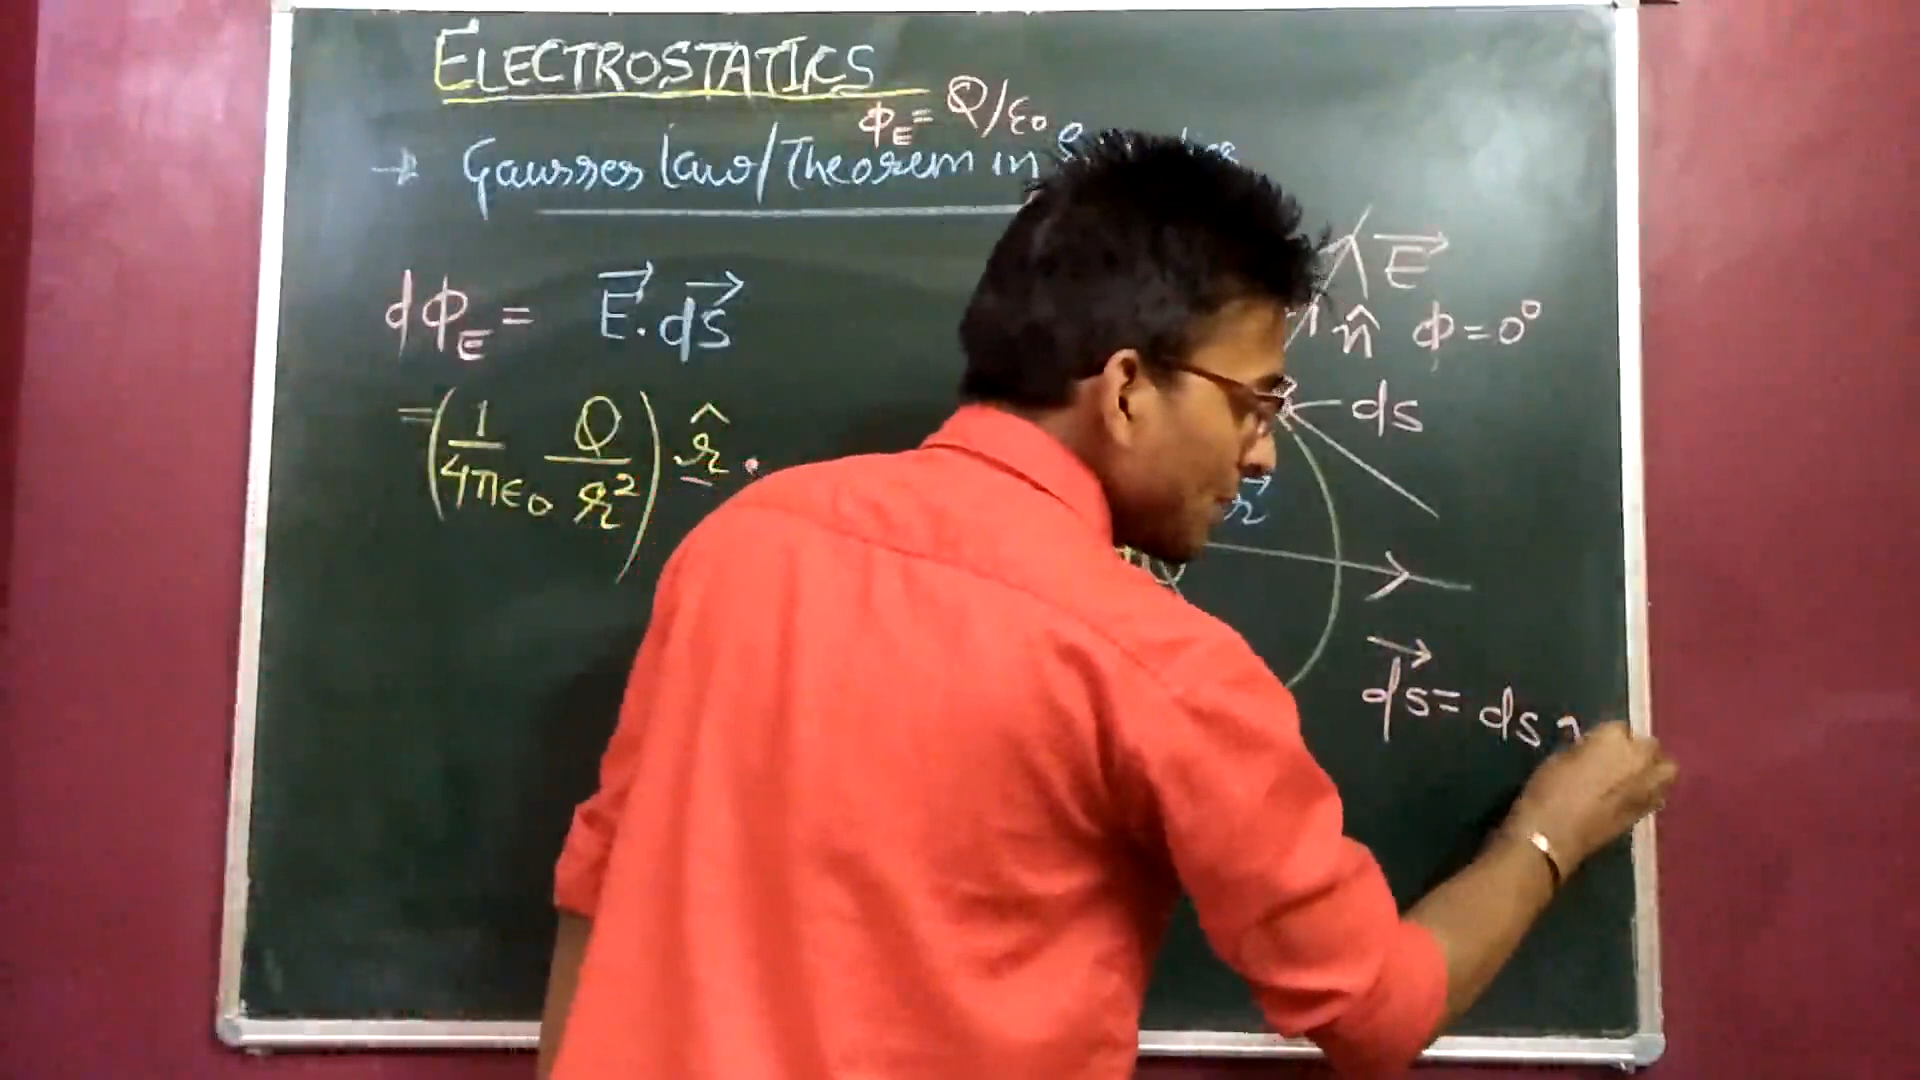 ELECTROSTATICS
ϕ_E = Q/ε₀
→ Gausses Law/Theorem in
dϕ_E = E⃗.ds⃗
=(1/4πε₀ Q/r²) r̂ .
E⃗
n̂ ϕ=0°
ds
r⃗
Q
ds⃗ = ds